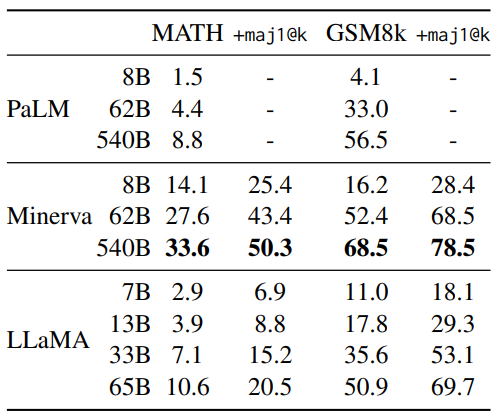 MATH +maj1@k GSM8k +maj1@k
8B 1.5 - 4.1 -
PaLM 62B 4.4 - 33.0 -
540B 8.8 - 56.5 -
8B 14.1 25.4 16.2 28.4
Minerva 62B 27.6 43.4 52.4 68.5
540B 33.6 50.3 68.5 78.5
7B 2.9 6.9 11.0 18.1
13B 3.9 8.8 17.8 29.3
LLaMA
33B 7.1 15.2 35.6 53.1
65B 10.6 20.5 50.9 69.7